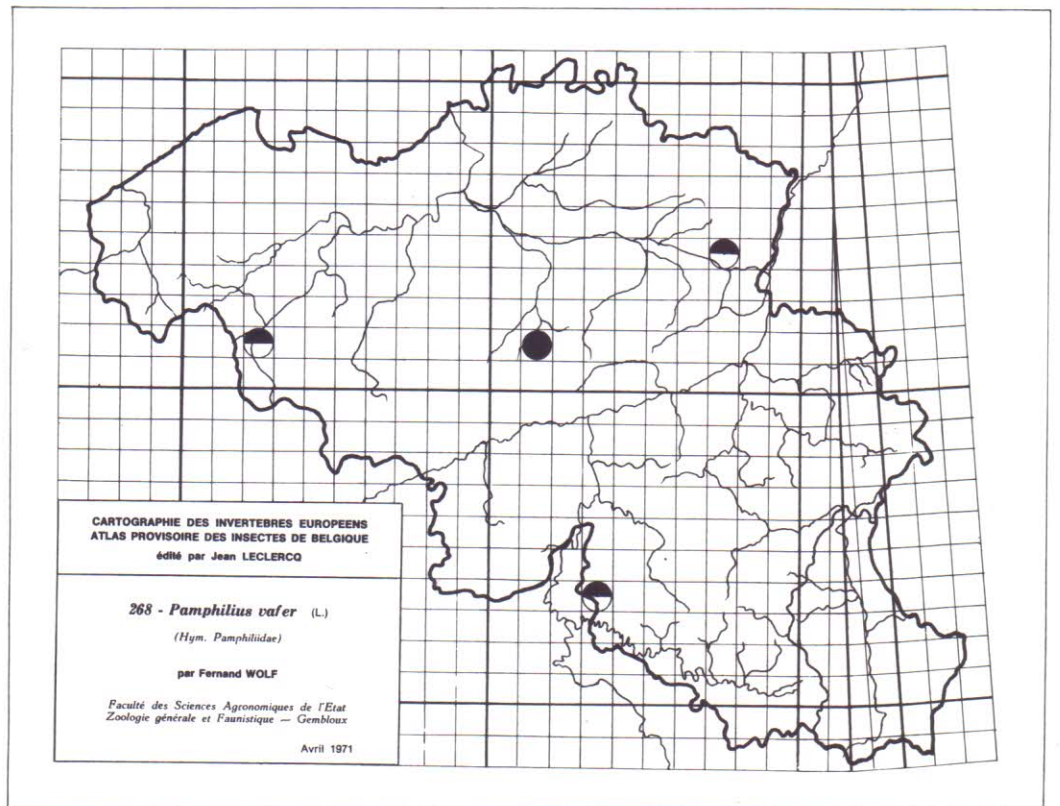 CARTOGRAPHIE DES INVERTEBRES EUROPEENS
ATLAS PROVISOIRE DES INSECTES DE BELGIQUE
édité par Jean LECLERCQ
268 - Pamphilius vafer (L.)
(Hym. Pamphiliidae)
par Fernand WOLF
Faculté des Sciences Agronomiques de l'Etat
Zoologie générale et Faunistique — Gembloux
Avril 1971